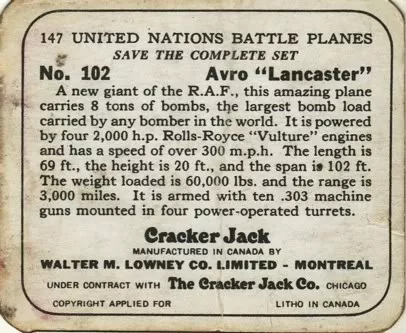 147 UNITED NATIONS BATTLE PLANES
SAVE THE COMPLETE SET
No. 102 Avro "Lancaster"
A new giant of the R.A.F., this amazing plane
carries 8 tons of bombs, the largest bomb load
carried by any bomber in the world. It is powered
by four 2,000 h.p. Rolls-Royce "Vulture" engines
and has a speed of over 300 m.p.h. The length is
69 ft., the height is 20 ft., and the span is 102 ft.
The weight loaded is 60,000 lbs. and the range is
3,000 miles. It is armed with ten .303 machine
guns mounted in four power-operated turrets.
Cracker Jack
MANUFACTURED IN CANADA BY
WALTER M. LOWNEY CO. LIMITED - MONTREAL
UNDER CONTRACT WITH The Cracker Jack Co. CHICAGO
COPYRIGHT APPLIED FOR LITHO IN CANADA